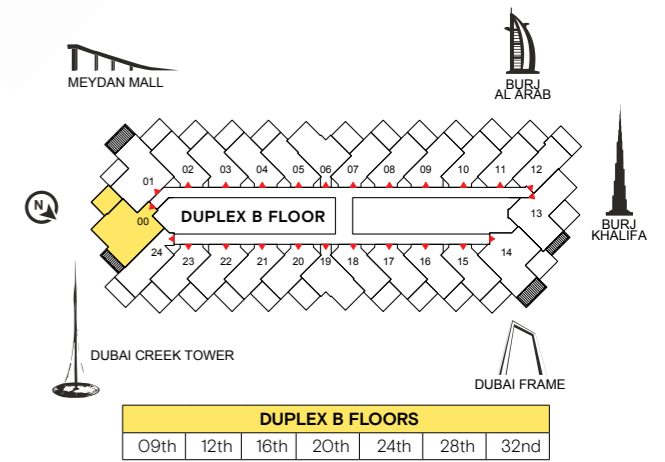 MEYDAN MALL
BURJ
AL ARAB
02 03 04 05 06 07 08 09 10 11 12
01
13
N
00
DUPLEX B FLOOR
BURJ
KHALIFA
24
14
23 22 21 20 19 18 17 16 15
DUBAI CREEK TOWER
DUBAI FRAME
DUPLEX B FLOORS
09th 12th 16th 20th 24th 28th 32nd